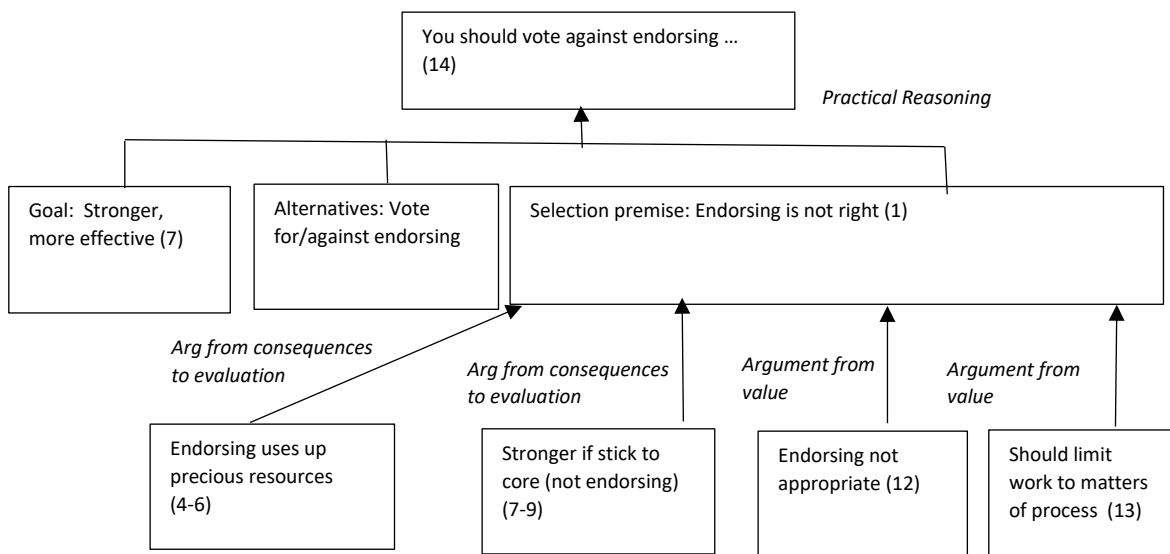 You should vote against endorsing …
(14)
Practical Reasoning
Goal: Stronger,
more effective (7)
Alternatives: Vote
for/against endorsing
Selection premise: Endorsing is not right (1)
Arg from consequences
to evaluation
Arg from consequences
to evaluation
Argument from
value
Argument from
value
Endorsing uses up
precious resources
(4-6)
Stronger if stick to
core (not endorsing)
(7-9)
Endorsing not
appropriate (12)
Should limit
work to matters
of process (13)